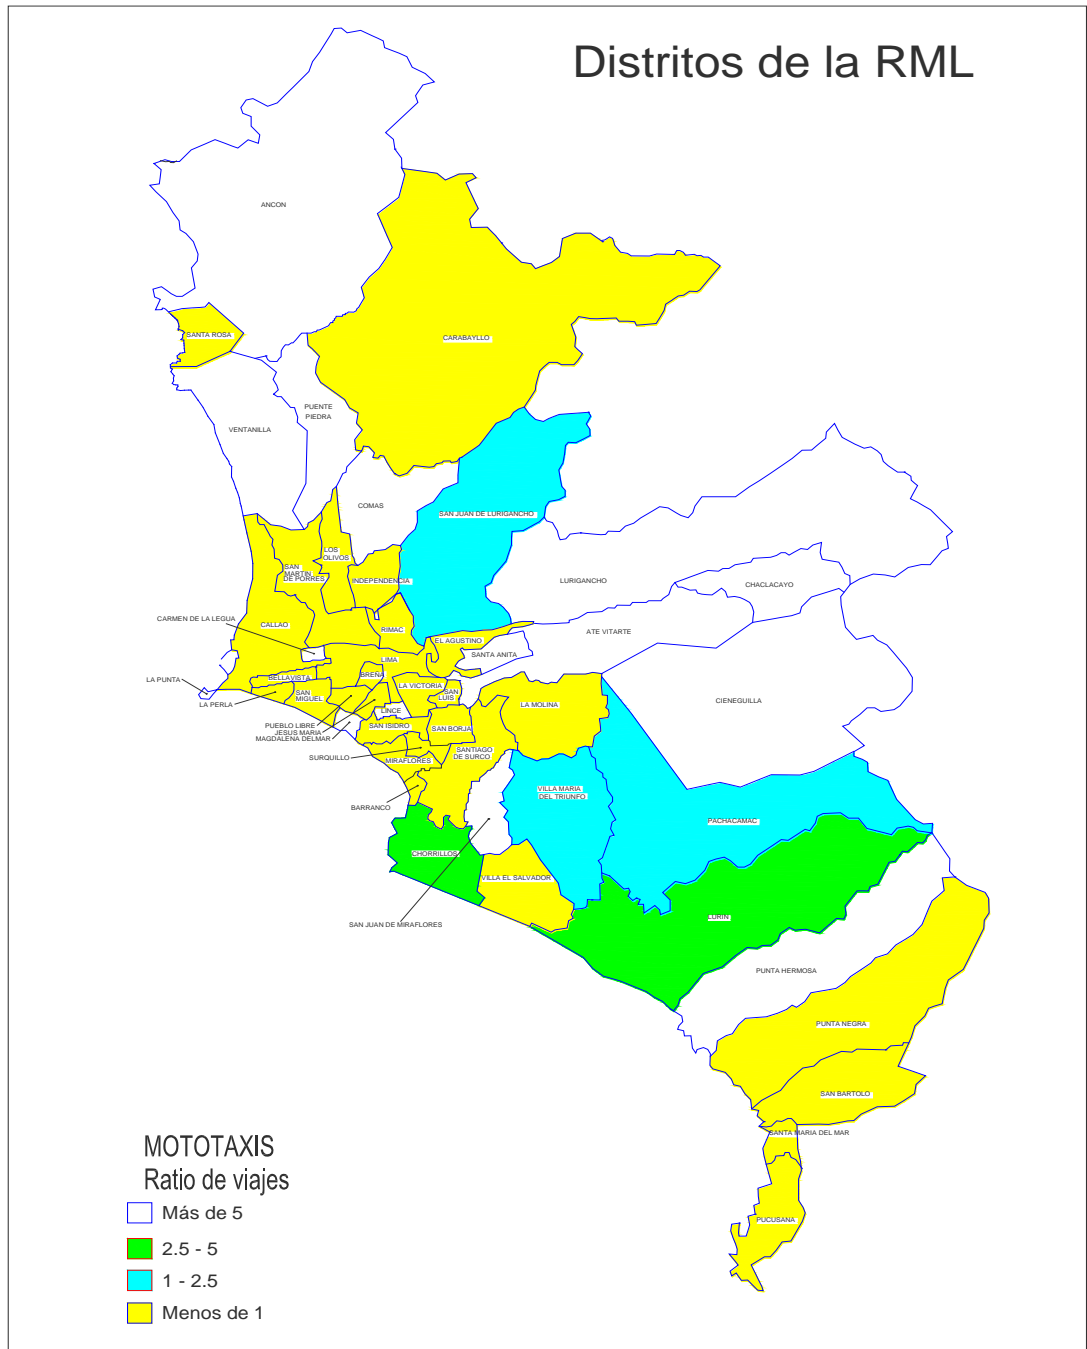 Distritos de la RML
ANCON
SANTA ROSA
CARABAYLLO
PUENTE
PIEDRA
VENTANILLA
COMAS
SAN JUAN DE LURIGANCHO
LOS
OLIVOS
SAN
MARTIN
DE PORRES
INDEPENDENCIA
LURIGANCHO
CHACLACAYO
CARMEN DE LA LEGUA
CALLAO
RIMAC
ATE VITARTE
EL AGUSTINO
SANTA ANITA
LIMA
BREÑA
LA PUNTA
BELLAVISTA
LA VICTORIA
SAN
LUIS
SAN
MIGUEL
LA PERLA
LINCE
LA MOLINA
CIENEGUILLA
PUEBLO LIBRE
JESUS MARIA
MAGDALENA DELMAR
SAN ISIDRO
SAN BORJA
SANTIAGO
DE SURCO
SURQUILLO
MIRAFLORES
BARRANCO
VILLA MARIA
DEL TRIUNFO
PACHACAMAC
CHORRILLOS
VILLA EL SALVADOR
SAN JUAN DE MIRAFLORES
LURIN
PUNTA HERMOSA
PUNTA NEGRA
SAN BARTOLO
SANTA MARIA DEL MAR
PUCUSANA
MOTOTAXIS
Ratio de viajes
Más de 5
2.5 - 5
1 - 2.5
Menos de 1